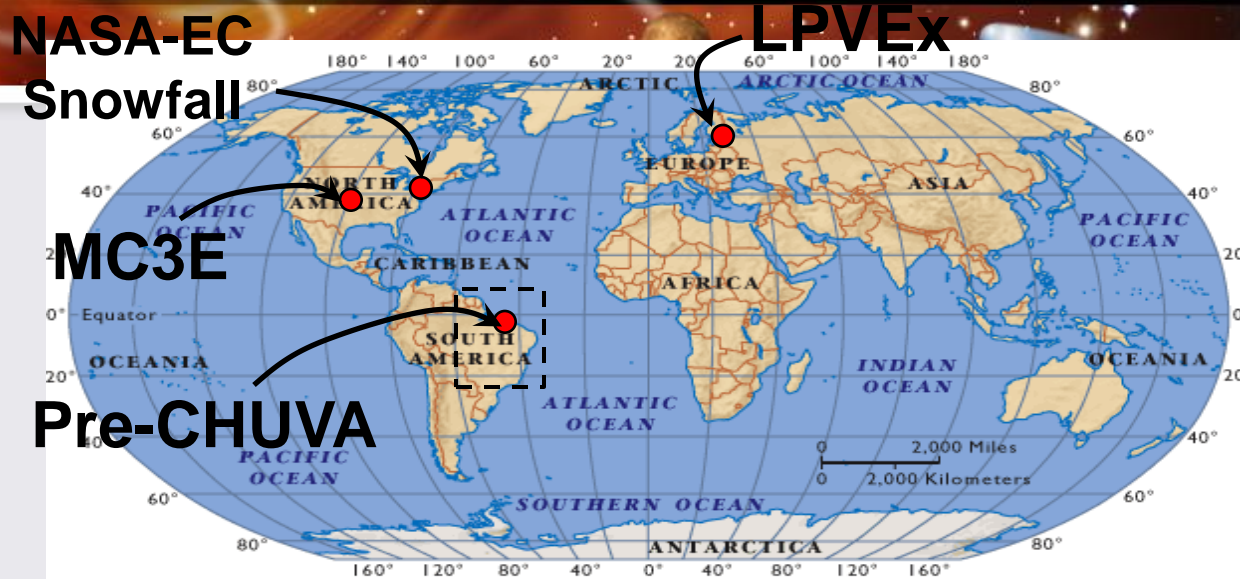 NASA-EC
Snowfall
LPVEx
180° 140° 100° 60° 20° 20° 60° 100° 140° 180°
80° ARCTIC ARCTIC OCEAN 80°
60° 60°
EUROPE
NORTH
AMERICA
ASIA
40° 40°
PACIFIC
OCEAN
ATLANTIC
OCEAN
PACIFIC
OCEAN
MC3E
2 20
CARIBBEAN
AFRICA
0° Equator 0
SOUTH
AMERICA
OCEANIA
INDIAN
OCEAN
OCEANIA
20° 20°
Pre-CHUVA
ATLANTIC
OCEAN
40° 40°
PACIFIC
OCEAN
0 2,000 Miles
0 2,000 Kilometers
60° 60°
SOUTHERN OCEAN
80° 80°
ANTARCTICA
160° 120° 80° 40° 0° 40° 80° 120° 160°